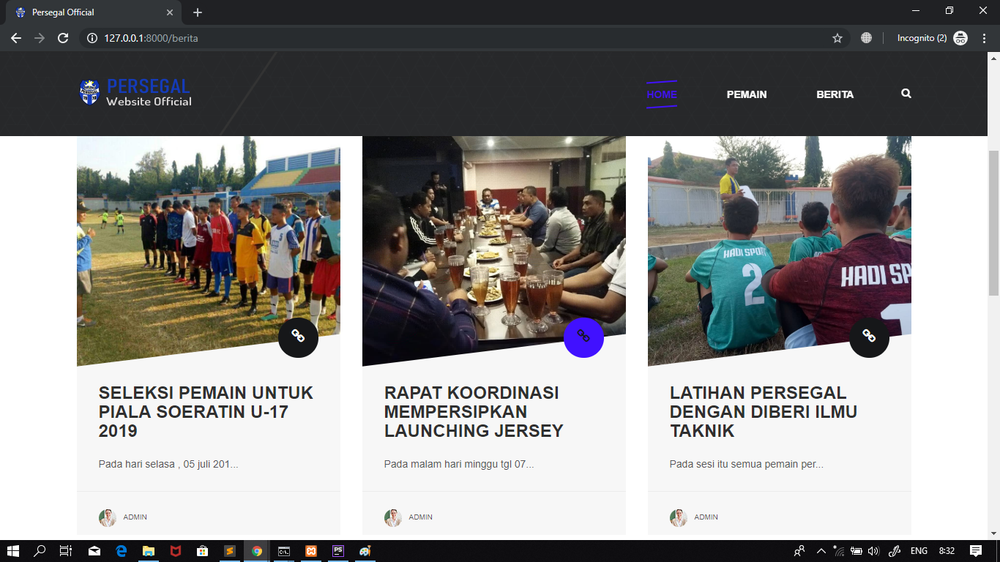 Persegal Official
127.0.0.1:8000/berita
Incognito (2)
PERSEGAL
Website Official
HOME
PEMAIN
BERITA
HADI SPORT
2
HADI SP
1
SELEKSI PEMAIN UNTUK
PIALA SOERATIN U-17
2019
RAPAT KOORDINASI
MEMPERSIPKAN
LAUNCHING JERSEY
LATIHAN PERSEGAL
DENGAN DIBERI ILMU
TAKNIK
Pada hari selasa , 05 juli 201...
Pada malam hari minggu tgl 07...
Pada sesi itu semua pemain per...
ADMIN
ADMIN
ADMIN
ENG
8:32